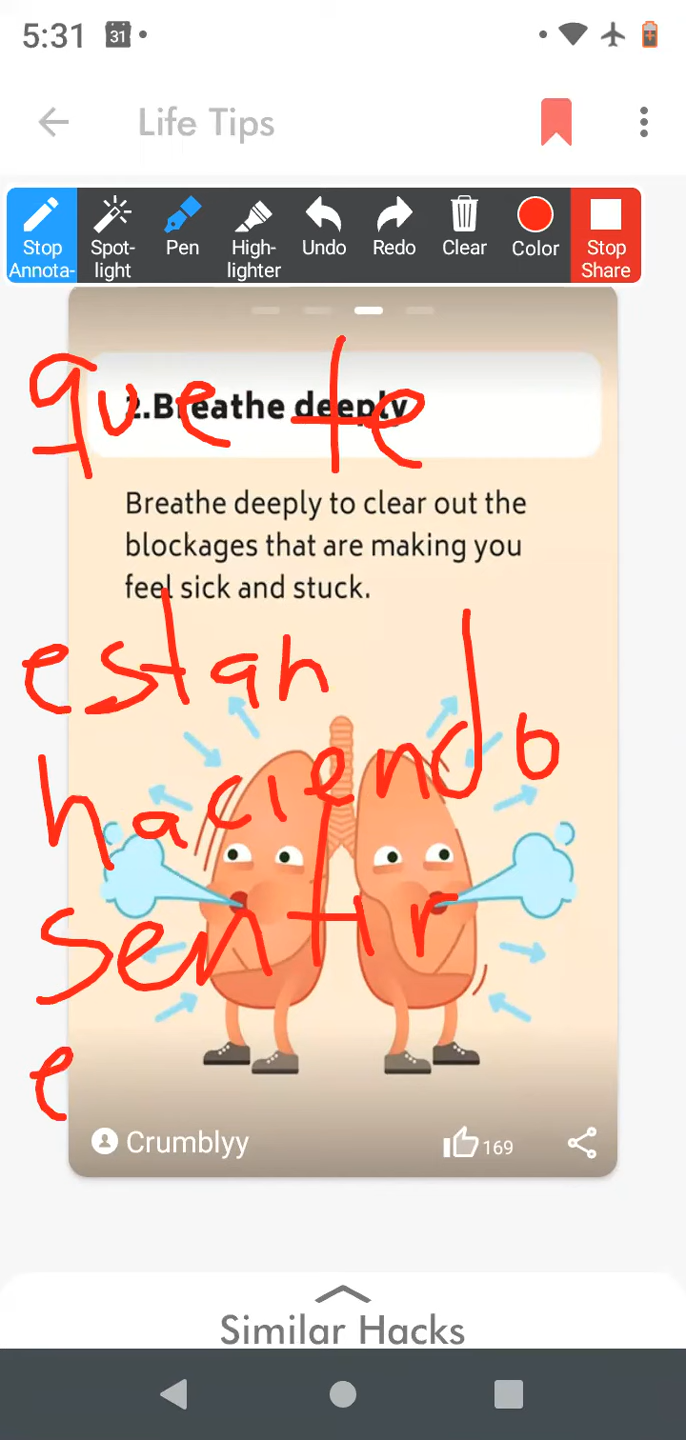 5:31 31
Life Tips
Stop Annota- Spot-light Pen High-lighter Undo Redo Clear Color Stop Share
que te
2.Breathe deeply
Breathe deeply to clear out the
blockages that are making you
feel sick and stuck.
estan
haciendo
sentir
e
Crumblyy 169
Similar Hacks